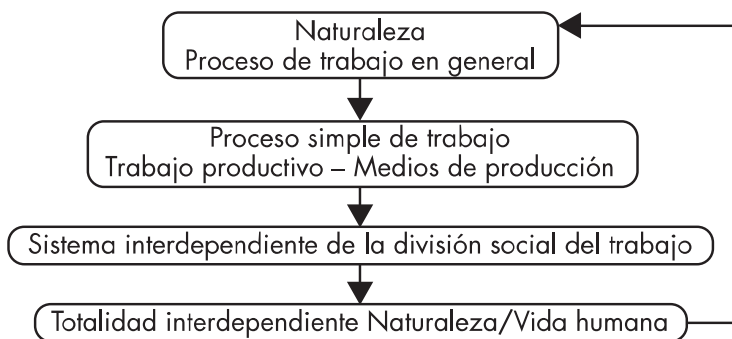 Naturaleza
Proceso de trabajo en general
Proceso simple de trabajo
Trabajo productivo – Medios de producción
Sistema interdependiente de la división social del trabajo
Totalidad interdependiente Naturaleza/Vida humana